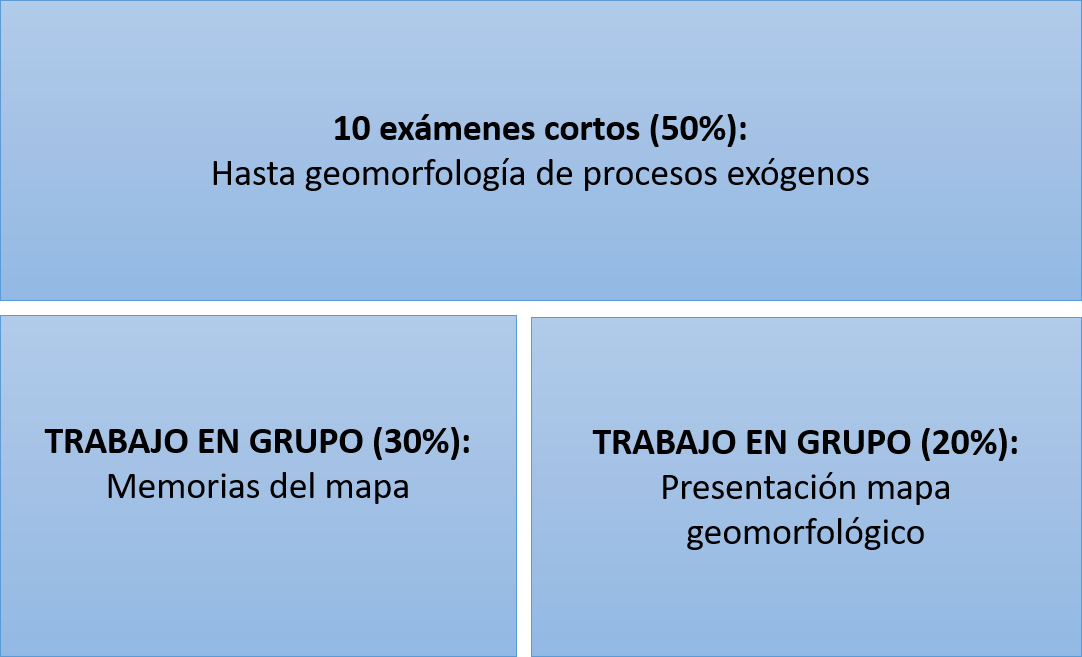 10 exámenes cortos (50%):
Hasta geomorfología de procesos exógenos
TRABAJO EN GRUPO (30%):
Memorias del mapa
TRABAJO EN GRUPO (20%):
Presentación mapa
geomorfológico